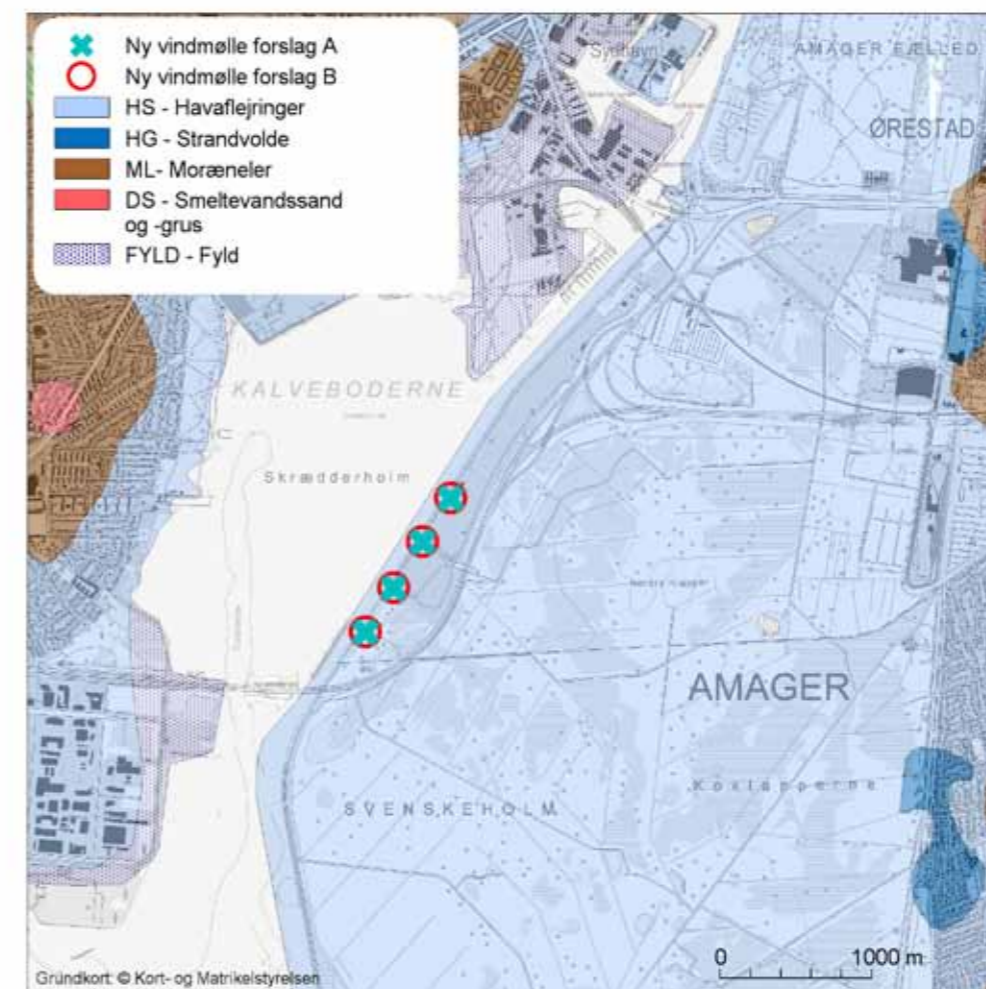 Ny vindmølle forslag A
Ny vindmølle forslag B
HS - Havaflejringer
HG - Strandvolde
ML- Moræneler
DS - Smeltevandssand
og -grus
FYLD - Fyld
Sydhavn
AMAGER FÆLLED
ØRESTAD
KALVEBODERNE
Skrædderholm
AMAGER
Koklapperne
SVENSKEHOLM
0 1000 m
Grundkort: © Kort- og Matrikelstyrelsen